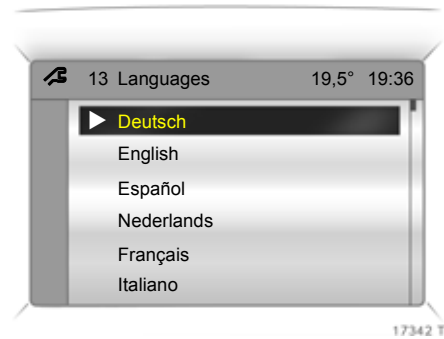 13 Languages 19,5° 19:36
Deutsch
English
Español
Nederlands
Français
Italiano
17342 T